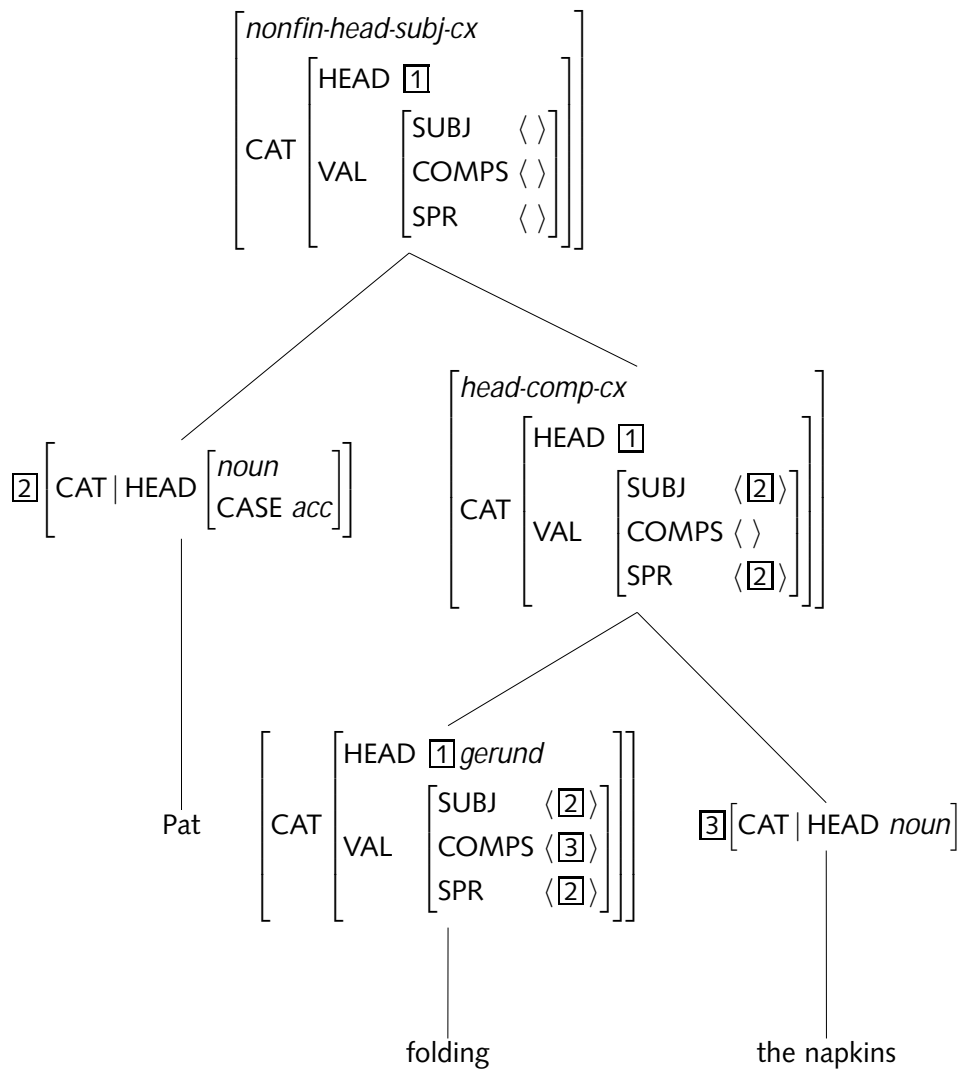 nonfin-head-subj-cx
HEAD 1
CAT
VAL
SUBJ ⟨ ⟩
COMPS ⟨ ⟩
SPR ⟨ ⟩
head-comp-cx
HEAD 1
CAT
VAL
SUBJ ⟨ 2 ⟩
COMPS ⟨ ⟩
SPR ⟨ 2 ⟩
2 CAT | HEAD
noun
CASE acc
Pat
HEAD 1 gerund
CAT
VAL
SUBJ ⟨ 2 ⟩
COMPS ⟨ 3 ⟩
SPR ⟨ 2 ⟩
3 [CAT | HEAD noun]
folding
the napkins